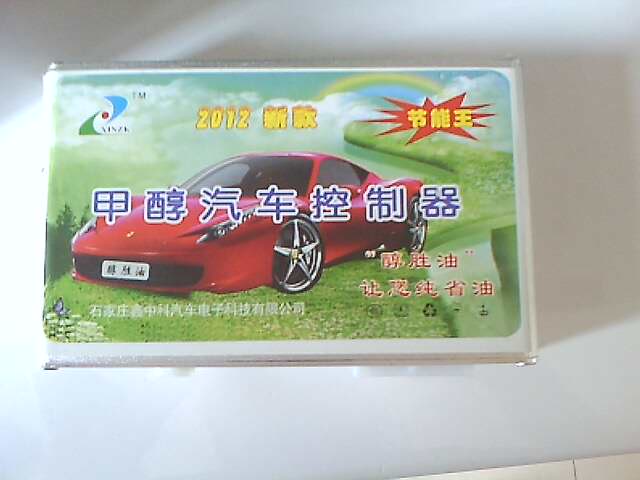 TM
XINZK
2012 新款
节能王
甲醇汽车控制器
醇胜油
"醇胜油"
让您纯省油
石家庄鑫中科汽车电子科技有限公司